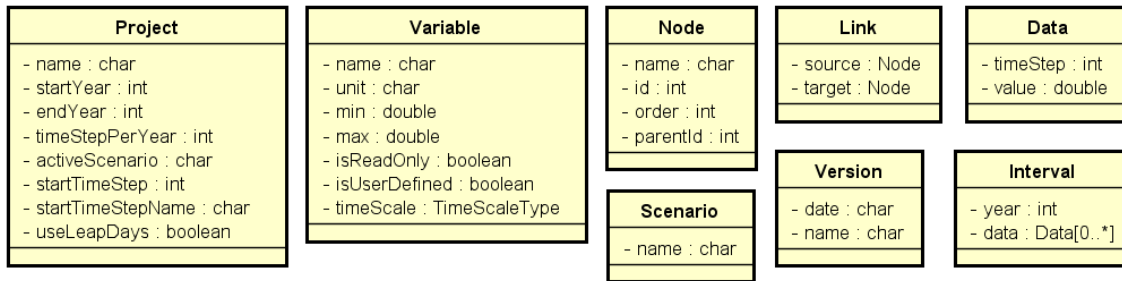 Project
- name : char
- startYear : int
- endYear : int
- timeStepPerYear : int
- activeScenario : char
- startTimeStep : int
- startTimeStepName : char
- useLeapDays : boolean
Variable
- name : char
- unit : char
- min : double
- max : double
- isReadOnly : boolean
- isUserDefined : boolean
- timeScale : TimeScaleType
Node
- name : char
- id : int
- order : int
- parentId : int
Link
- source : Node
- target : Node
Data
- timeStep : int
- value : double
Scenario
- name : char
Version
- date : char
- name : char
Interval
- year : int
- data : Data[0..*]